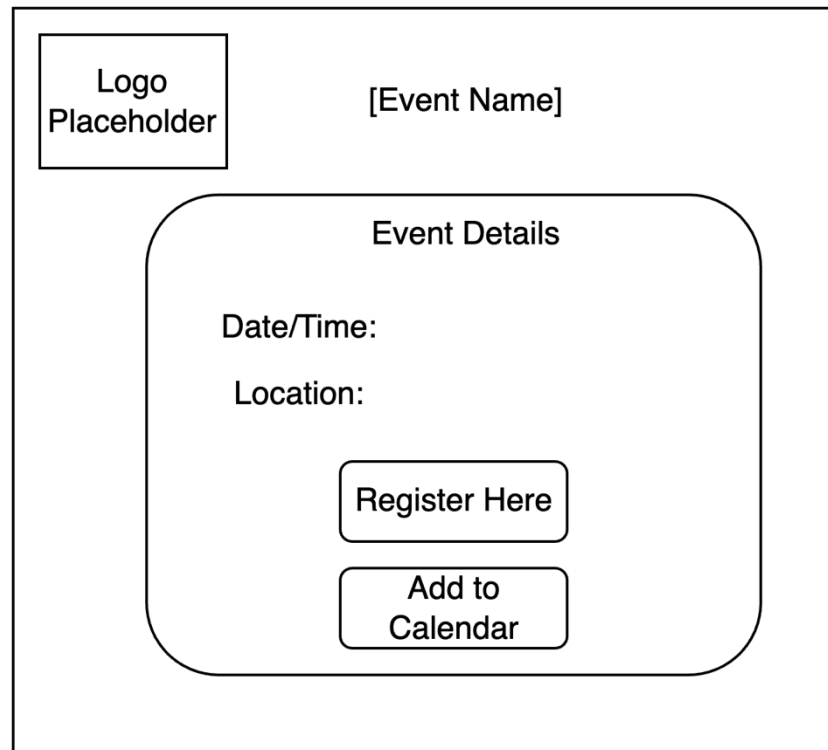 Logo
Placeholder
[Event Name]
Event Details
Date/Time:
Location:
Register Here
Add to
Calendar